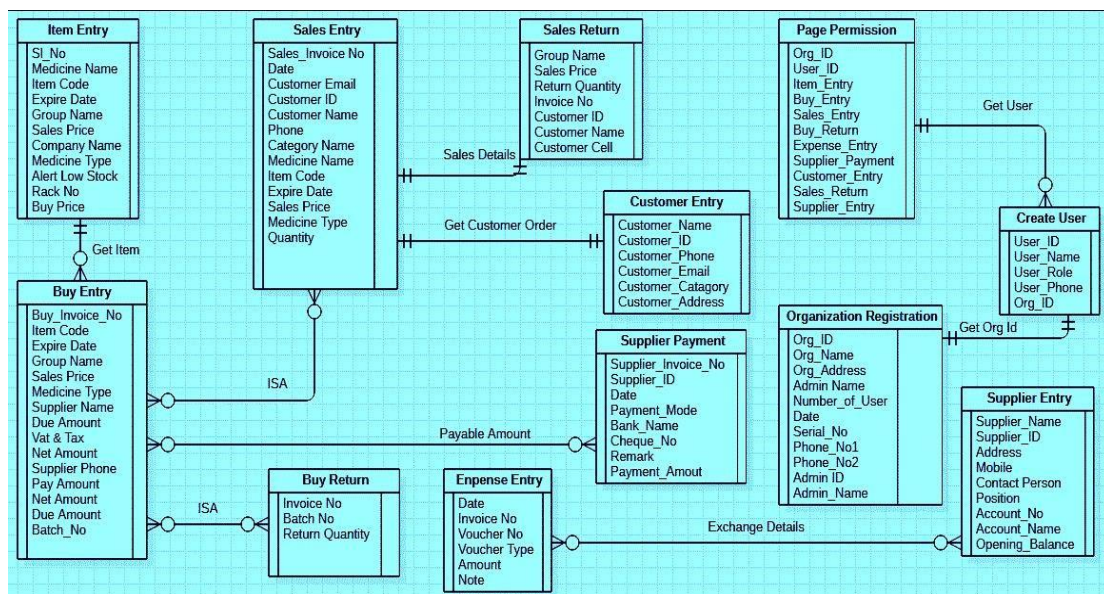 Item Entry
Sl_No
Medicine Name
Item Code
Expire Date
Group Name
Sales Price
Company Name
Medicine Type
Alert Low Stock
Rack No
Buy Price
Get Item
Buy Entry
Buy_Invoice_No
Item Code
Expire Date
Group Name
Sales Price
Medicine Type
Supplier Name
Due Amount
Vat & Tax
Net Amount
Supplier Phone
Pay Amount
Net Amount
Due Amount
Batch_No
Sales Entry
Sales_Invoice No
Date
Customer Email
Customer ID
Customer Name
Phone
Category Name
Medicine Name
Item Code
Expire Date
Sales Price
Medicine Type
Quantity
ISA
ISA
Buy Return
Invoice No
Batch No
Return Quantity
Sales Return
Group Name
Sales Price
Return Quantity
Invoice No
Customer ID
Customer Name
Customer Cell
Sales Details
Get Customer Order
Customer Entry
Customer_Name
Customer_ID
Customer_Phone
Customer_Email
Customer_Catagory
Customer_Address
Payable Amount
Supplier Payment
Supplier_Invoice_No
Supplier_ID
Date
Payment_Mode
Bank_Name
Cheque_No
Remark
Payment_Amout
Enpense Entry
Date
Invoice No
Voucher No
Voucher Type
Amount
Note
Exchange Details
Page Permission
Org_ID
User_ID
Item_Entry
Buy_Entry
Sales_Entry
Buy_Return
Expense_Entry
Supplier_Payment
Customer_Entry
Sales_Return
Supplier_Entry
Get User
Create User
User_ID
User_Name
User_Role
User_Phone
Org_ID
Get Org Id
Organization Registration
Org_ID
Org_Name
Org_Address
Admin Name
Number_of_User
Date
Serial_No
Phone_No1
Phone_No2
Admin ID
Admin_Name
Supplier Entry
Supplier_Name
Supplier_ID
Address
Mobile
Contact Person
Position
Account_No
Account_Name
Opening_Balance